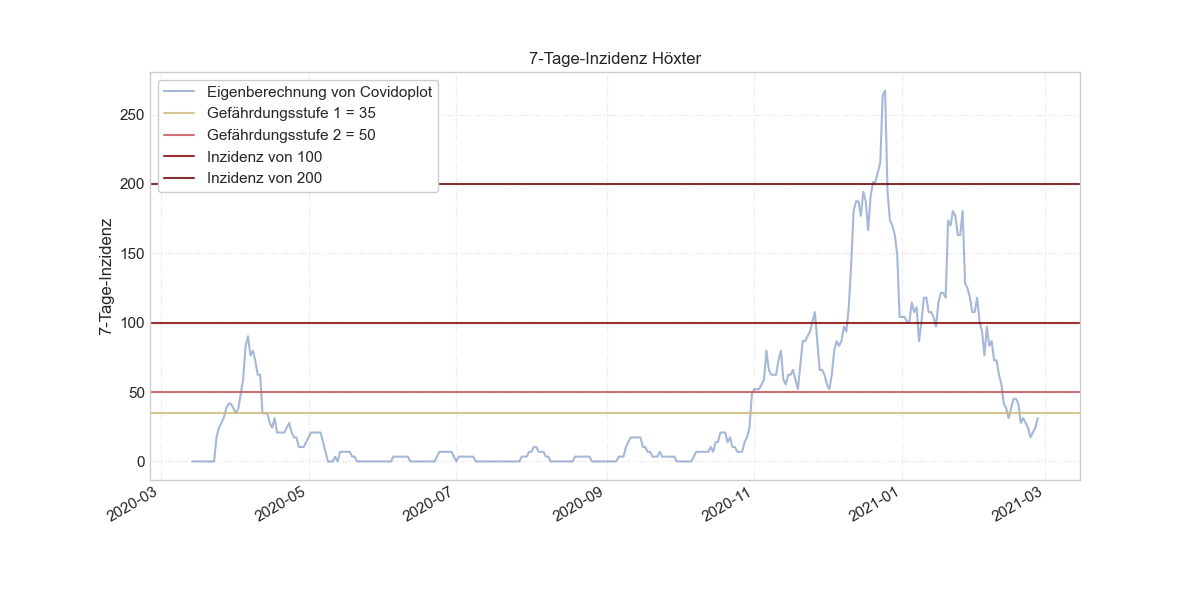 7-Tage-Inzidenz Höxter
Eigenberechnung von Covidoplot
Gefährdungsstufe 1 = 35
Gefährdungsstufe 2 = 50
Inzidenz von 100
Inzidenz von 200
7-Tage-Inzidenz
250
200
150
100
50
0
2020-03
2020-05
2020-07
2020-09
2020-11
2021-01
2021-03